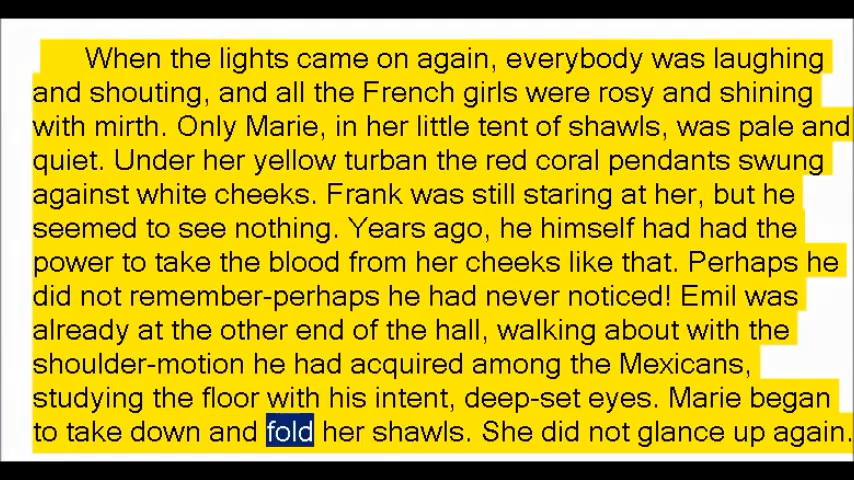 When the lights came on again, everybody was laughing
and shouting, and all the French girls were rosy and shining
with mirth. Only Marie, in her little tent of shawls, was pale and
quiet. Under her yellow turban the red coral pendants swung
against white cheeks. Frank was still staring at her, but he
seemed to see nothing. Years ago, he himself had had the
power to take the blood from her cheeks like that. Perhaps he
did not remember-perhaps he had never noticed! Emil was
already at the other end of the hall, walking about with the
shoulder-motion he had acquired among the Mexicans,
studying the floor with his intent, deep-set eyes. Marie began
to take down and fold her shawls. She did not glance up again.